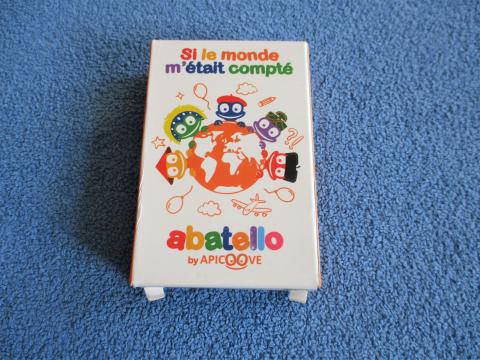 Si le monde
m'était compté
?!
abatello
by APICOOVE